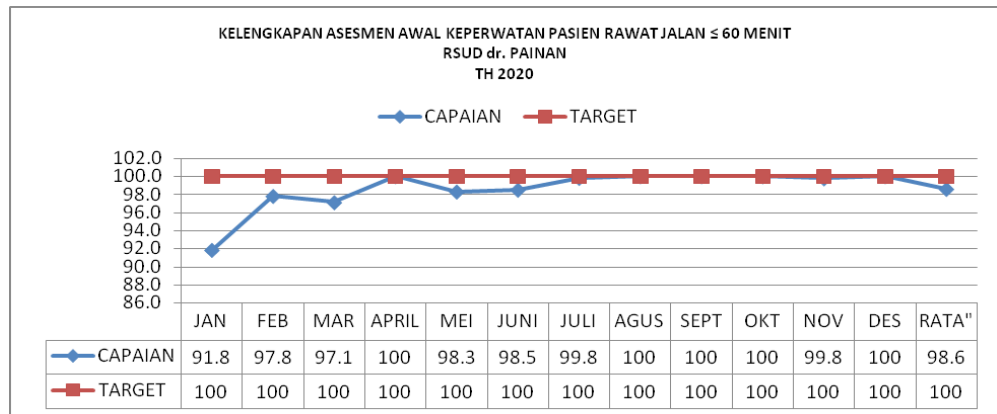 KELENGKAPAN ASESMEN AWAL KEPERWATAN PASIEN RAWAT JALAN ≤ 60 MENIT
RSUD dr. PAINAN
TH 2020
CAPAIAN TARGET
102.0
100.0
98.0
96.0
94.0
92.0
90.0
88.0
86.0
JAN FEB MAR APRIL MEI JUNI JULI AGUS SEPT OKT NOV DES RATA"
CAPAIAN 91.8 97.8 97.1 100 98.3 98.5 99.8 100 100 100 99.8 100 98.6
TARGET 100 100 100 100 100 100 100 100 100 100 100 100 100